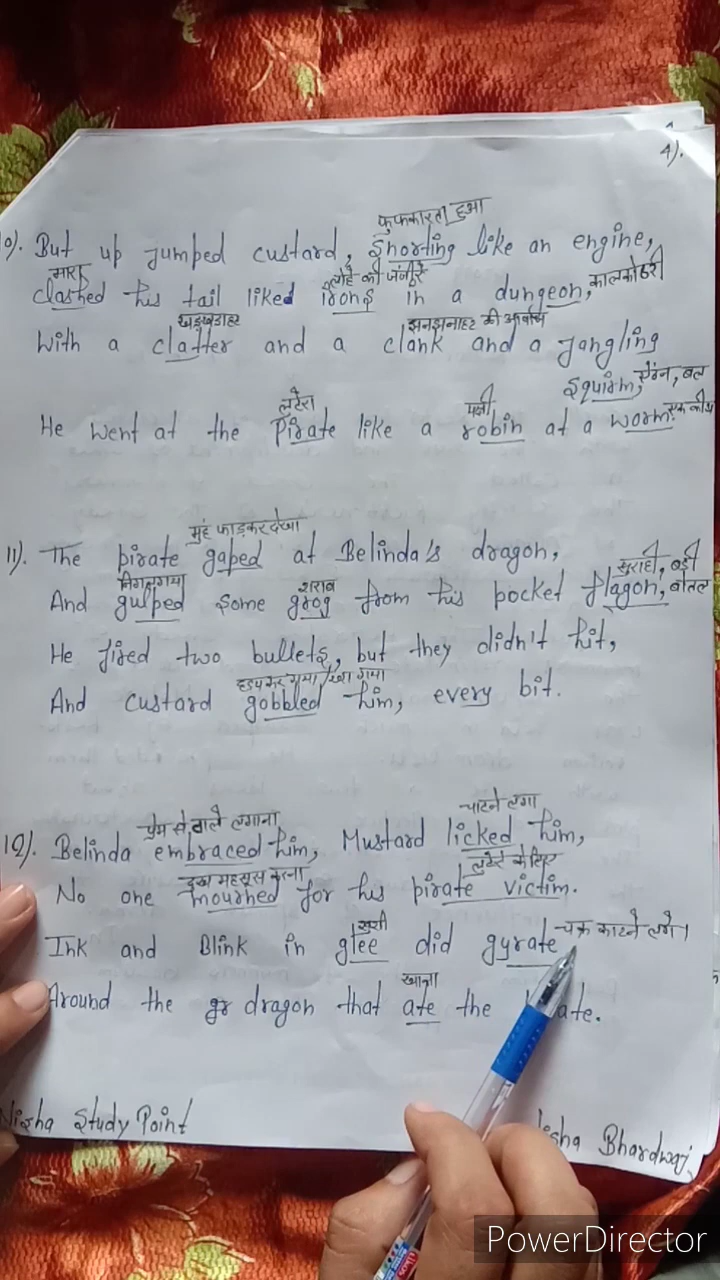 4).
फुफकारता हुआ
0). But up jumped custard, snorting like an engine,
मारा लोहे की जंजीरें कालकोठरी
clashed his tail liked irons in a dungeon,
खड़खड़ाहट झनझनाहट की आवाज
With a clatter and a clank and a jangling
squirm, ऐंठन, बल
लुटेरा पक्षी एक कीड़ा
He went at the Pirate like a robin at a worm.
मुंह फाड़कर देखा
11). The pirate gaped at Belinda's dragon,
निगल गया शराब सुराही, बड़ी
And gulped some grog from his pocket flagon, बोतल
He fired two bullets, but they didn't hit,
हड़पकर गया/खा गया
And custard gobbled him, every bit.
प्रेम से गले लगाना चाटने लगा
12). Belinda embraced him, Mustard licked him,
दुख महसूस करना लुटेरे के लिए
No one mourned for his pirate victim.
खुशी
Ink and Blink in glee did gyrate चक्र काटने लगे।
खाना
Around the gr dragon that ate the ate.
Nisha Study Point
isha Bhardwaj
PowerDirector